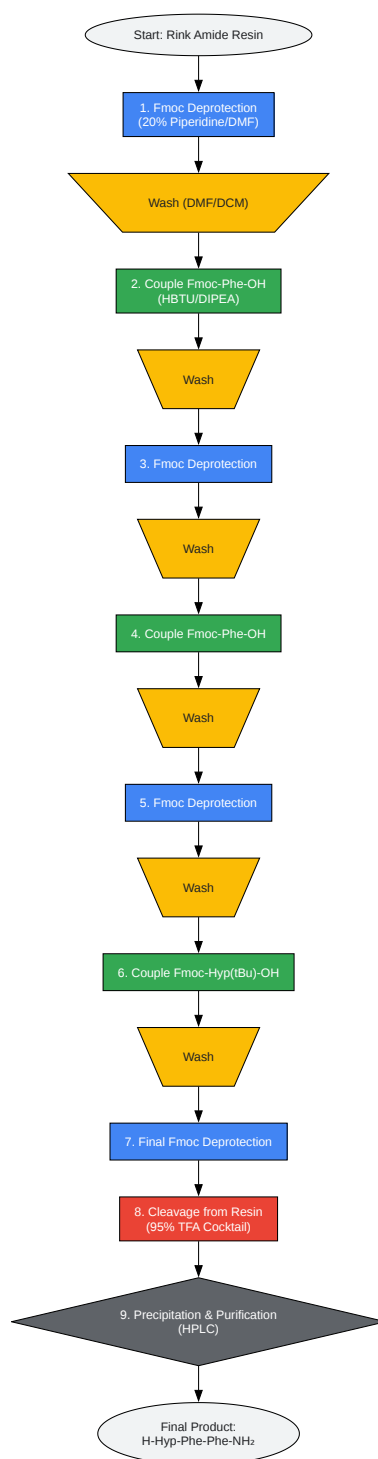 Start: Rink Amide Resin
1. Fmoc Deprotection
(20% Piperidine/DMF)
Wash (DMF/DCM)
2. Couple Fmoc-Phe-OH
(HBTU/DIPEA)
Wash
3. Fmoc Deprotection
Wash
4. Couple Fmoc-Phe-OH
Wash
5. Fmoc Deprotection
Wash
6. Couple Fmoc-Hyp(tBu)-OH
Wash
7. Final Fmoc Deprotection
8. Cleavage from Resin
(95% TFA Cocktail)
9. Precipitation & Purification
(HPLC)
Final Product:
H-Hyp-Phe-Phe-NH₂